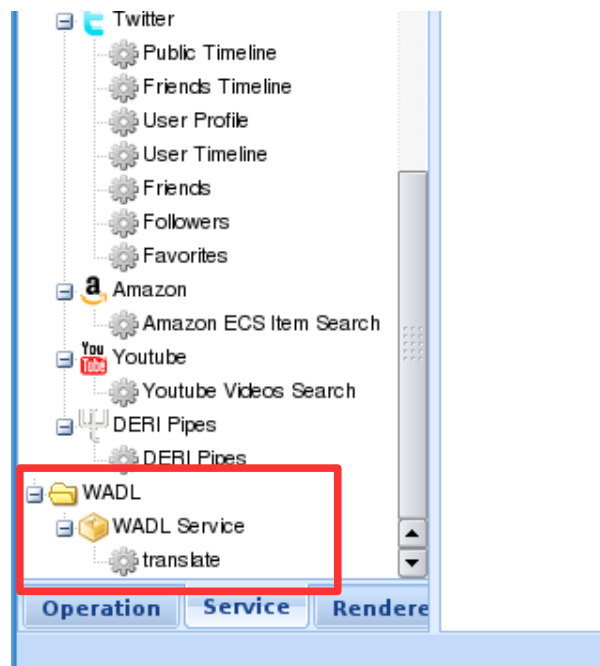 Twitter
Public Timeline
Friends Timeline
User Profile
User Timeline
Friends
Followers
Favorites
Amazon
Amazon ECS Item Search
You Tube Youtube
Youtube Videos Search
DERI Pipes
DERI Pipes
WADL
WADL Service
translate
Operation Service Rendere